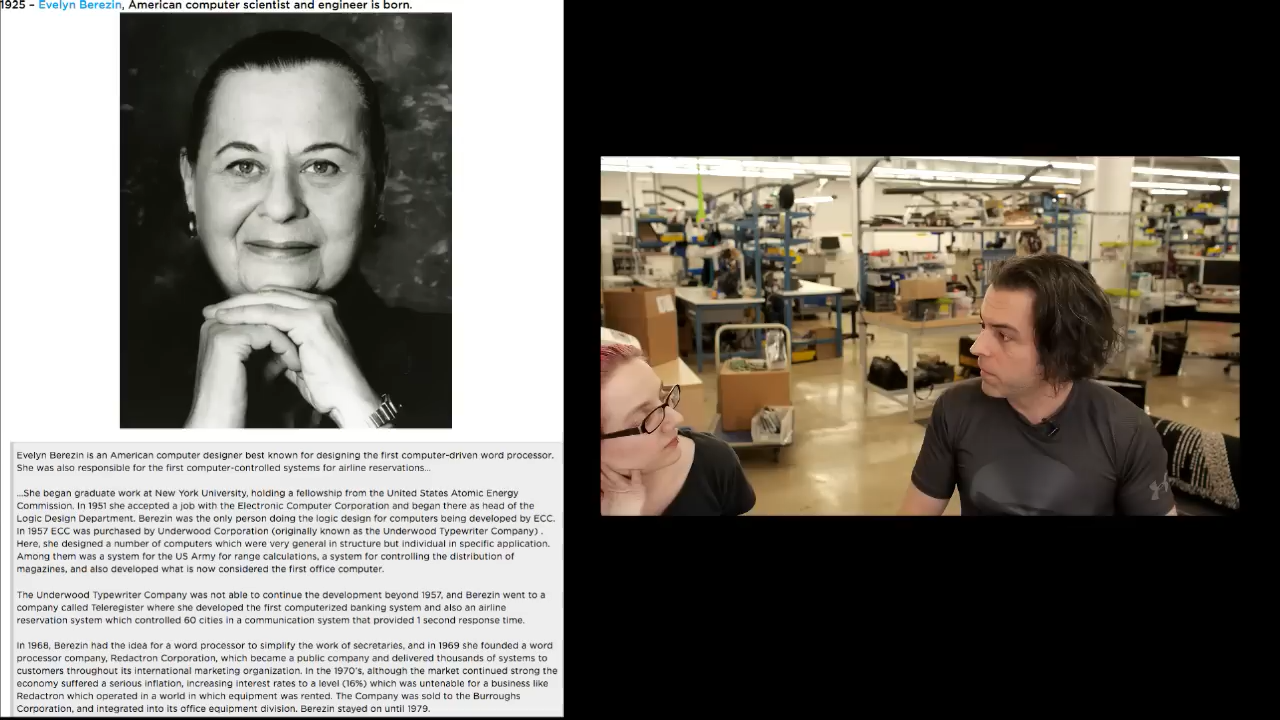 1925 – Evelyn Berezin, American computer scientist and engineer is born.
Evelyn Berezin is an American computer designer best known for designing the first computer-driven word processor.
She was also responsible for the first computer-controlled systems for airline reservations…
…She began graduate work at New York University, holding a fellowship from the United States Atomic Energy
Commission. In 1951 she accepted a job with the Electronic Computer Corporation and began there as head of the
Logic Design Department. Berezin was the only person doing the logic design for computers being developed by ECC.
In 1957 ECC was purchased by Underwood Corporation (originally known as the Underwood Typewriter Company) .
Here, she designed a number of computers which were very general in structure but individual in specific application.
Among them was a system for the US Army for range calculations, a system for controlling the distribution of
magazines, and also developed what is now considered the first office computer.
The Underwood Typewriter Company was not able to continue the development beyond 1957, and Berezin went to a
company called Teleregister where she developed the first computerized banking system and also an airline
reservation system which controlled 60 cities in a communication system that provided 1 second response time.
In 1968, Berezin had the idea for a word processor to simplify the work of secretaries, and in 1969 she founded a word
processor company, Redactron Corporation, which became a public company and delivered thousands of systems to
customers throughout its international marketing organization. In the 1970's, although the market continued strong the
economy suffered a serious inflation, increasing interest rates to a level (16%) which was untenable for a business like
Redactron which operated in a world in which equipment was rented. The Company was sold to the Burroughs
Corporation, and integrated into its office equipment division. Berezin stayed on until 1979.